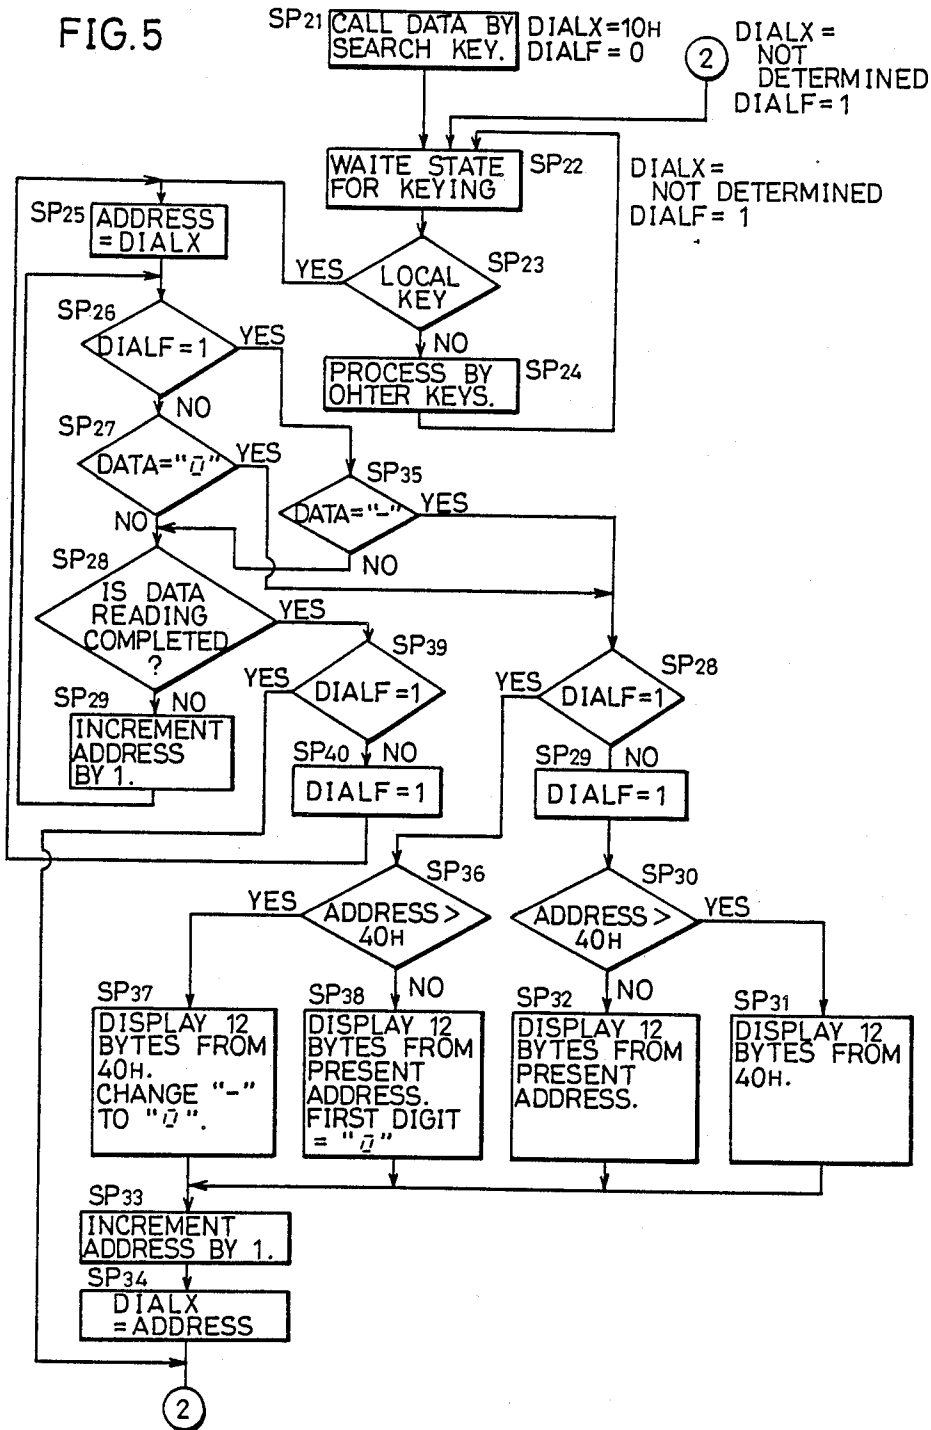 FIG.5
SP21
CALL DATA BY
SEARCH KEY.
DIALX=10H
DIALF=0
2
DIALX=
NOT
DETERMINED
DIALF=1
WAITE STATE
FOR KEYING
SP22
DIALX=
NOT DETERMINED
DIALF=1
SP25
ADDRESS
=DIALX
YES
LOCAL
KEY
SP23
NO
SP26
DIALF=1
YES
NO
PROCESS BY
OHTER KEYS.
SP24
SP27
DATA="0"
YES
NO
SP35
DATA="-"
YES
NO
SP28
IS DATA
READING
COMPLETED
?
YES
NO
SP39
YES
DIALF=1
NO
SP28
YES
DIALF=1
NO
SP29
INCREMENT
ADDRESS
BY 1.
SP40
DIALF=1
SP29
DIALF=1
SP36
YES
ADDRESS>
40H
NO
SP30
ADDRESS>
40H
YES
NO
SP37
DISPLAY 12
BYTES FROM
40H.
CHANGE "-"
TO "0".
SP38
DISPLAY 12
BYTES FROM
PRESENT
ADDRESS.
FIRST DIGIT
= "0"
SP32
DISPLAY 12
BYTES FROM
PRESENT
ADDRESS.
SP31
DISPLAY 12
BYTES FROM
40H.
SP33
INCREMENT
ADDRESS BY 1.
SP34
DIALX
=ADDRESS
2